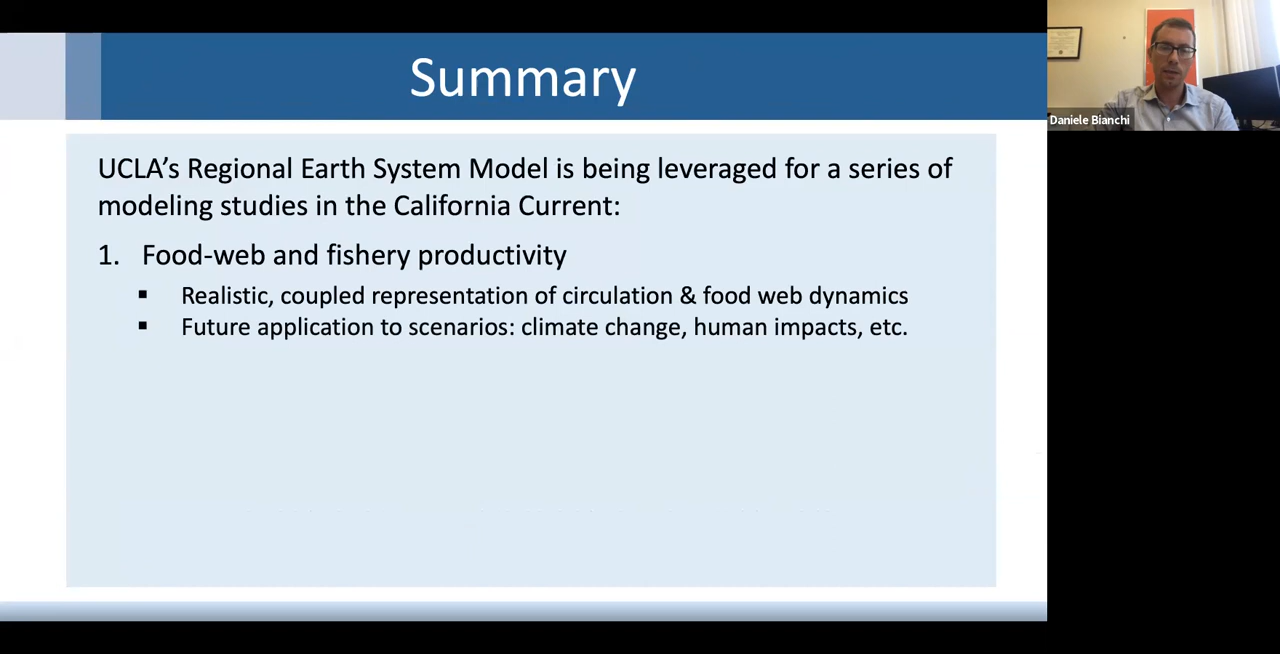 Summary
UCLA’s Regional Earth System Model is being leveraged for a series of
modeling studies in the California Current:
1. Food-web and fishery productivity
▪ Realistic, coupled representation of circulation & food web dynamics
▪ Future application to scenarios: climate change, human impacts, etc.
Daniele Bianchi